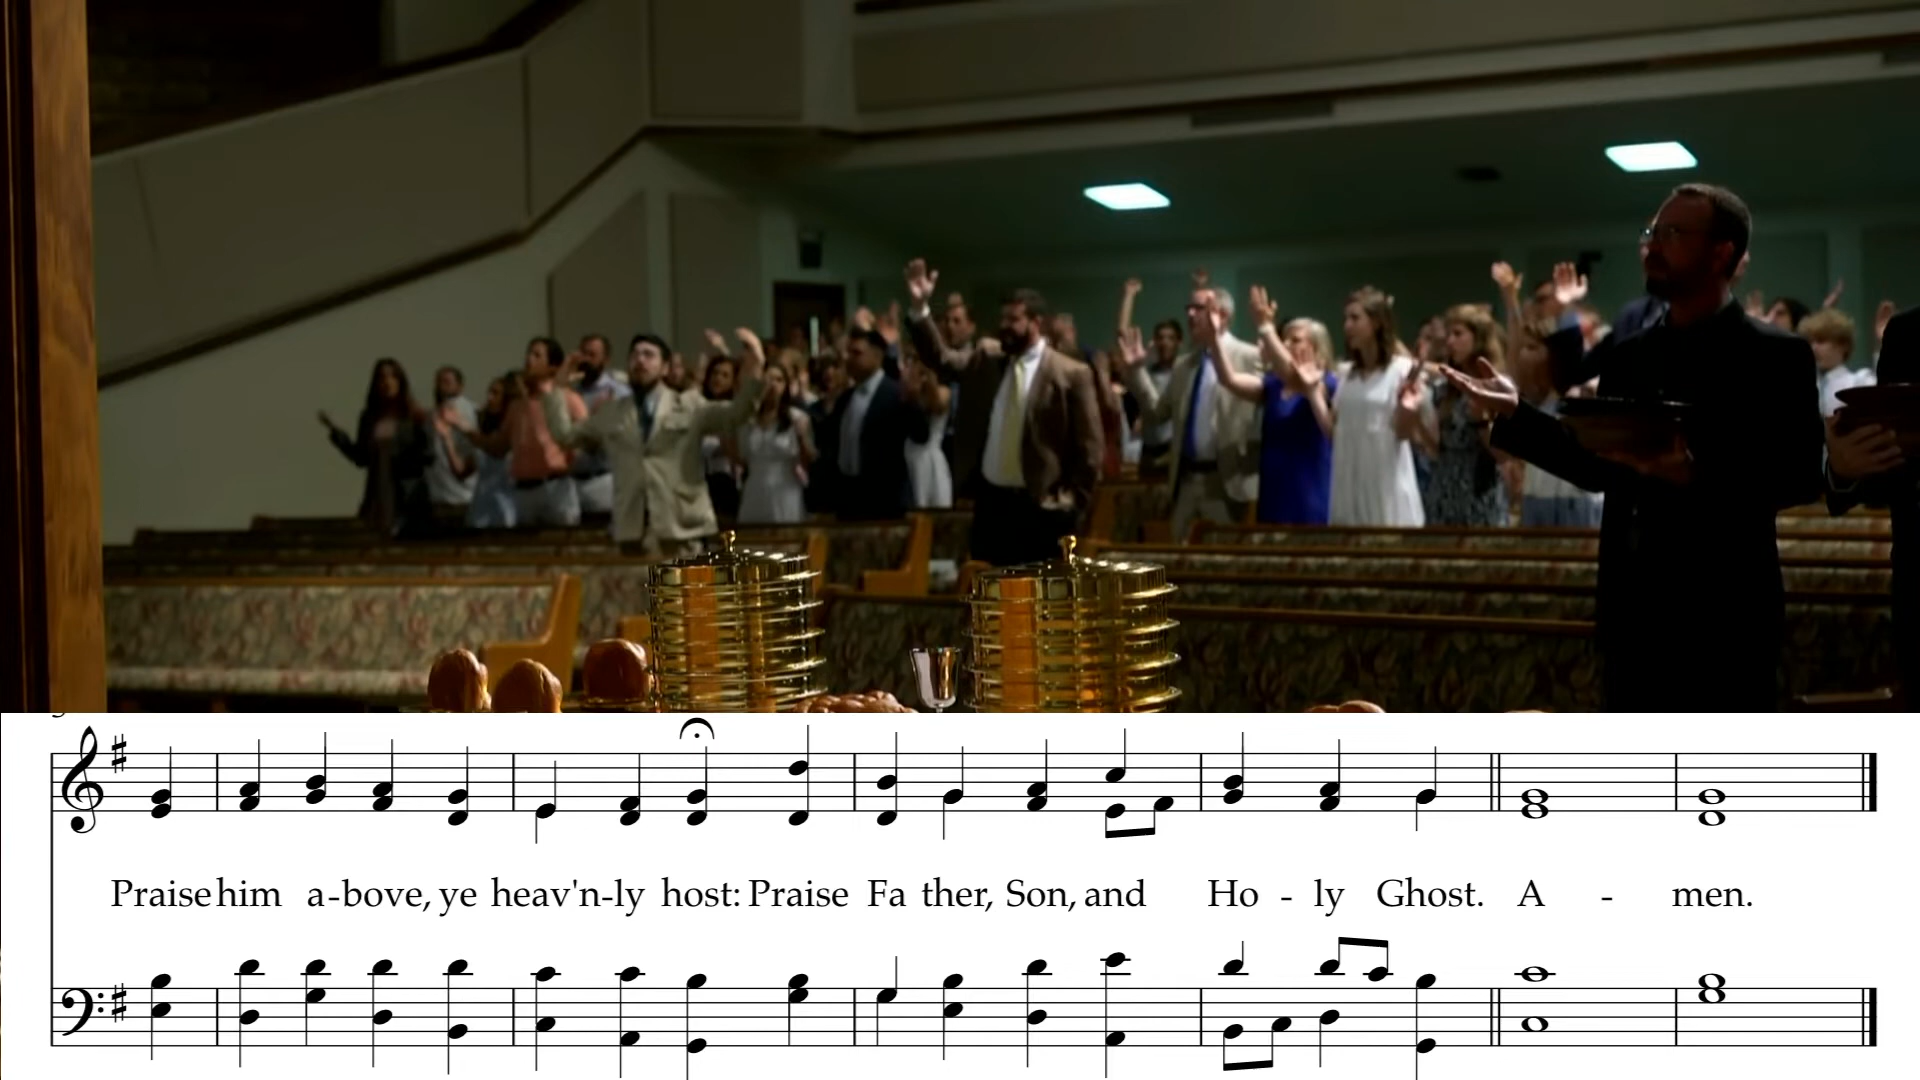 Praise him a-bove, ye heav'n-ly host: Praise Fa ther, Son, and Ho - ly Ghost. A - men.